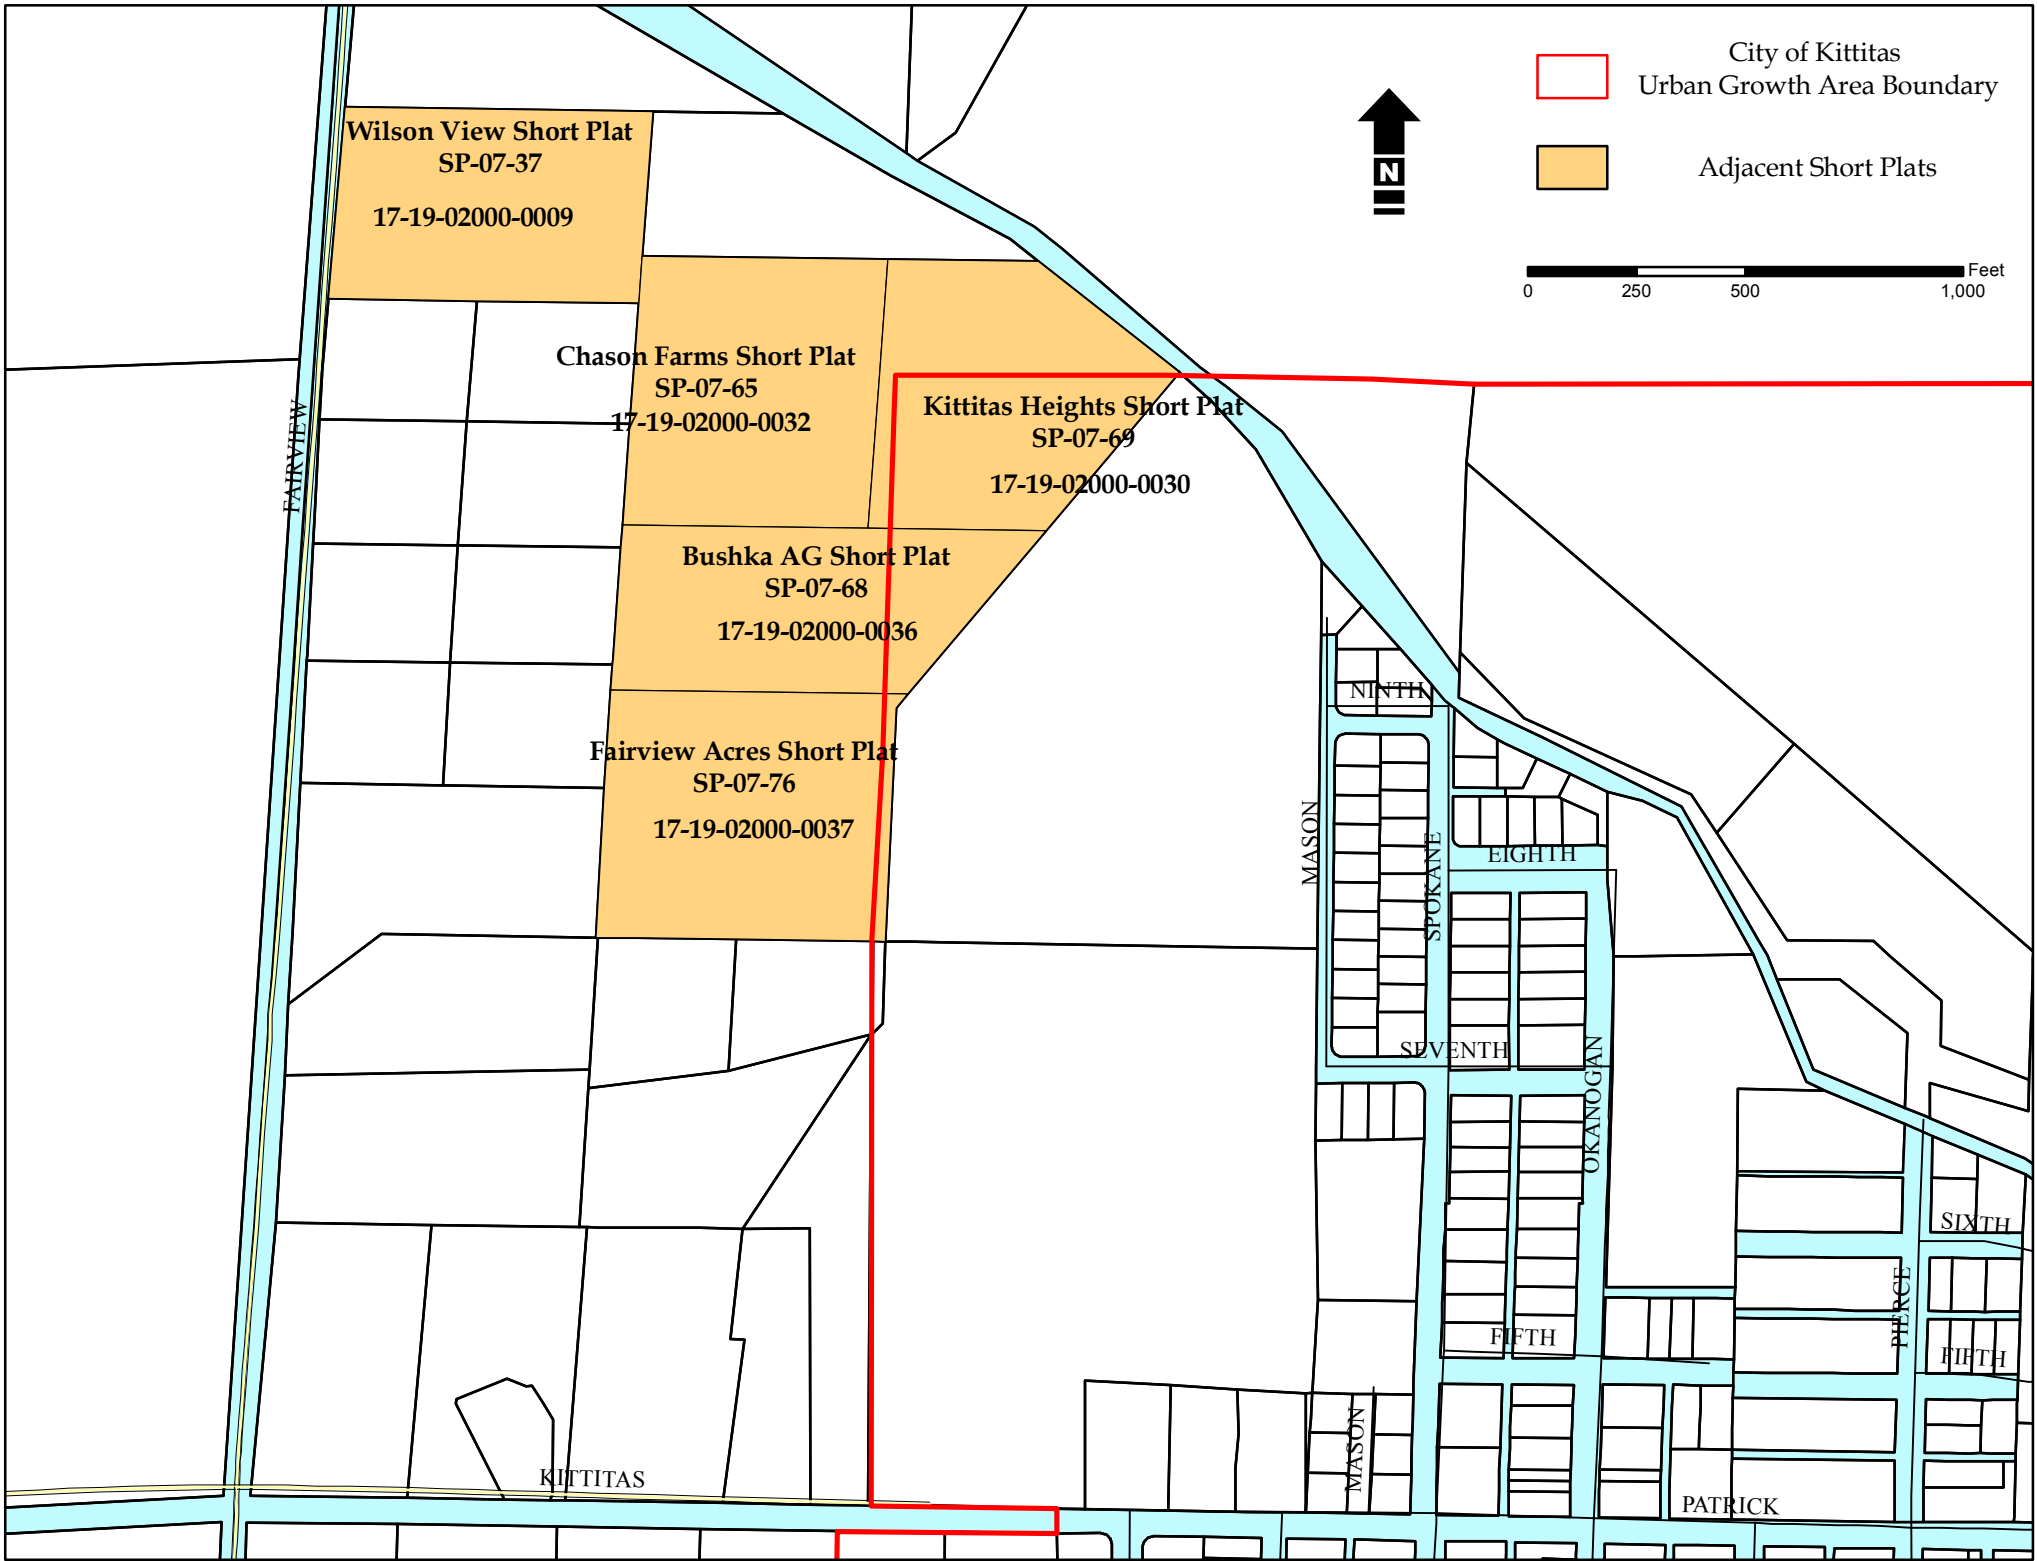 City of Kittitas
Urban Growth Area Boundary
Adjacent Short Plats
N
Feet
0 250 500 1,000
Wilson View Short Plat
SP-07-37
17-19-02000-0009
Chason Farms Short Plat
SP-07-65
17-19-02000-0032
Kittitas Heights Short Plat
SP-07-69
17-19-02000-0030
FAIRVIEW
Bushka AG Short Plat
SP-07-68
17-19-02000-0036
Fairview Acres Short Plat
SP-07-76
17-19-02000-0037
NINTH
MASON
SPOKANE
EIGHTH
SEVENTH
OKANOGAN
SIXTH
PIERCE
FIFTH
FIFTH
MASON
KITTITAS
PATRICK